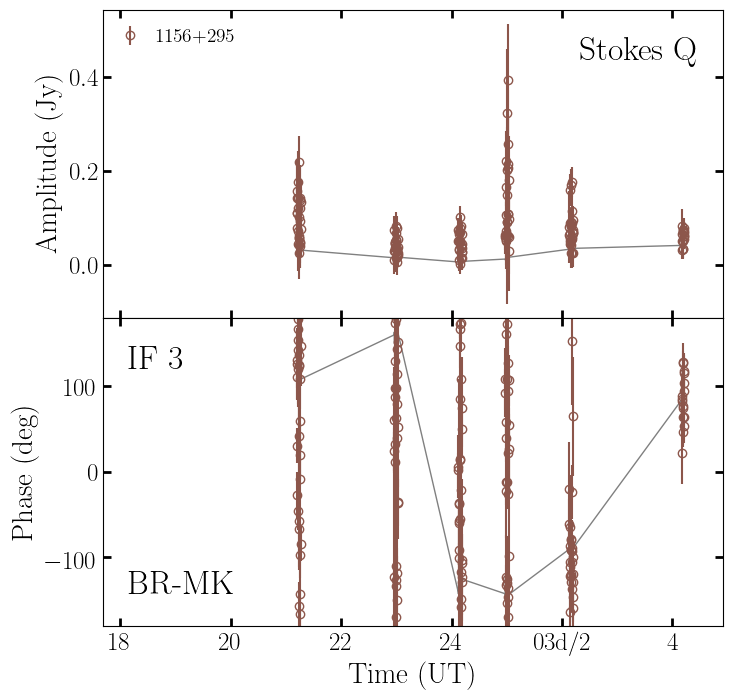 1156+295
Stokes Q
Amplitude (Jy)
0.4
0.2
0.0
IF 3
BR-MK
Phase (deg)
100
0
−100
18 20 22 24 03d/2 4
Time (UT)